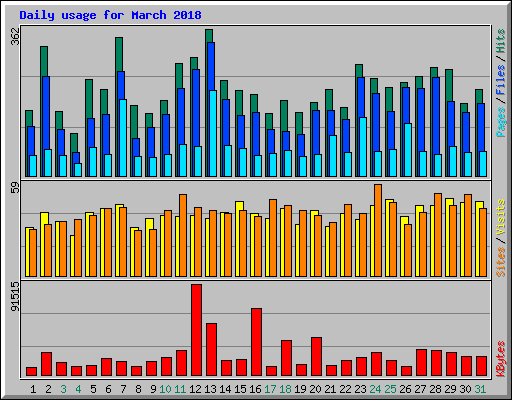 Daily usage for March 2018
362
Pages / Files / Hits
59
Sites / Visits
91515
KBytes
1 2 3 4 5 6 7 8 9 10 11 12 13 14 15 16 17 18 19 20 21 22 23 24 25 26 27 28 29 30 31